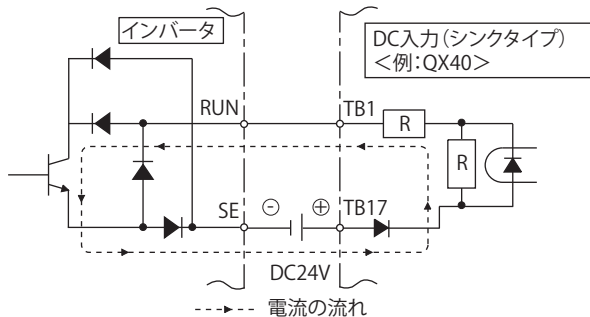 インバータ
DC入力（シンクタイプ）
＜例：QX40＞
RUN
TB1
R
R
SE
⊖
⊕
TB17
DC24V
電流の流れ